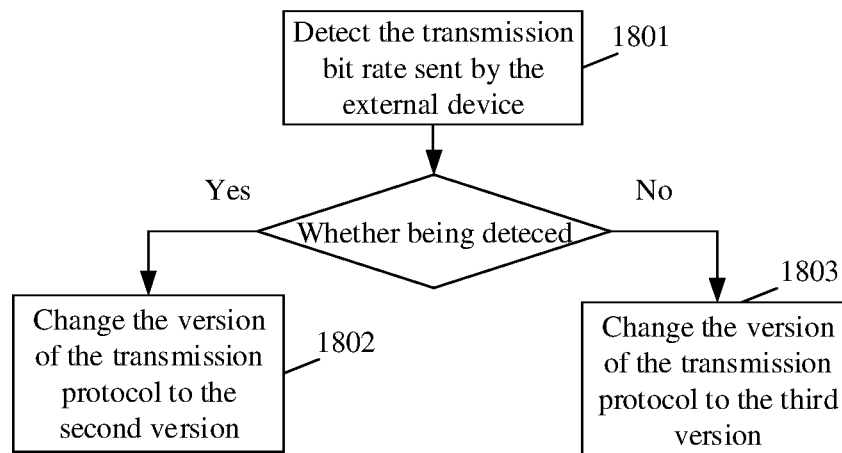 Detect the transmission
bit rate sent by the
external device
1801
Yes
No
Whether being deteced
Change the version
of the transmission
protocol to the
second version
1802
1803
Change the version
of the transmission
protocol to the third
version